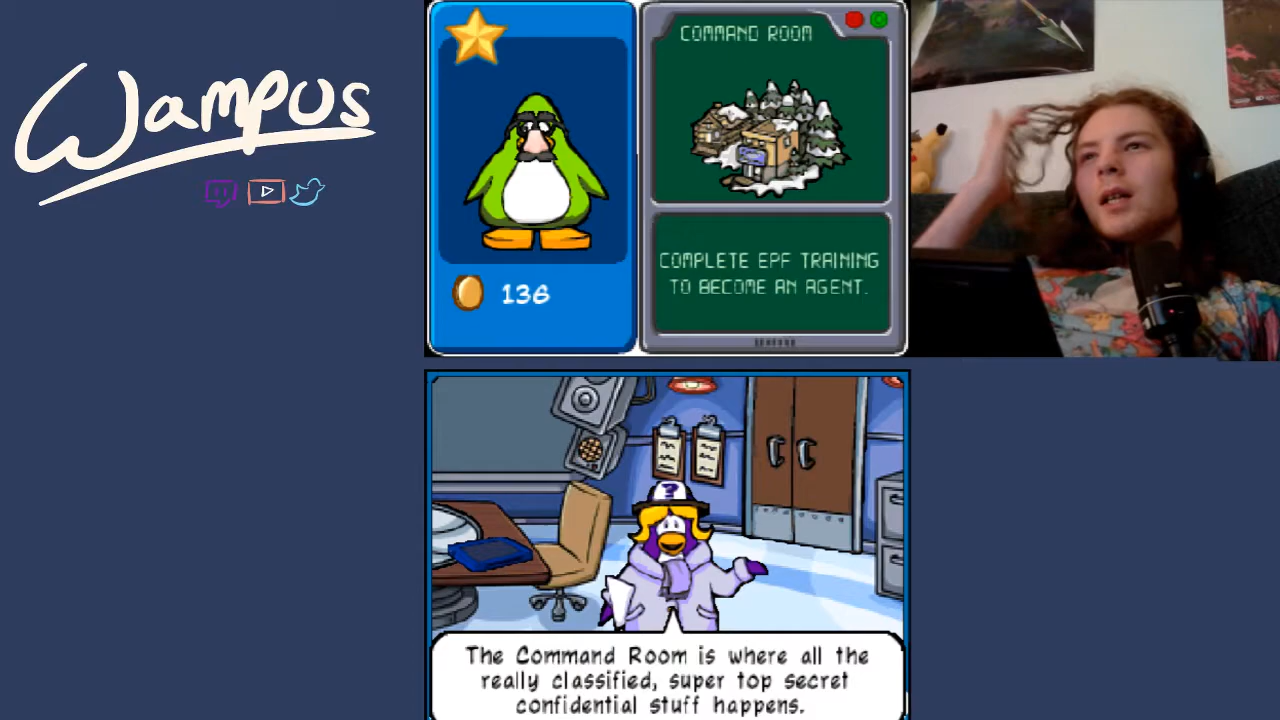 Wampus
136
COMMAND ROOM
COMPLETE EPF TRAINING
TO BECOME AN AGENT.
?
The Command Room is where all the
really classified, super top secret
confidential stuff happens.